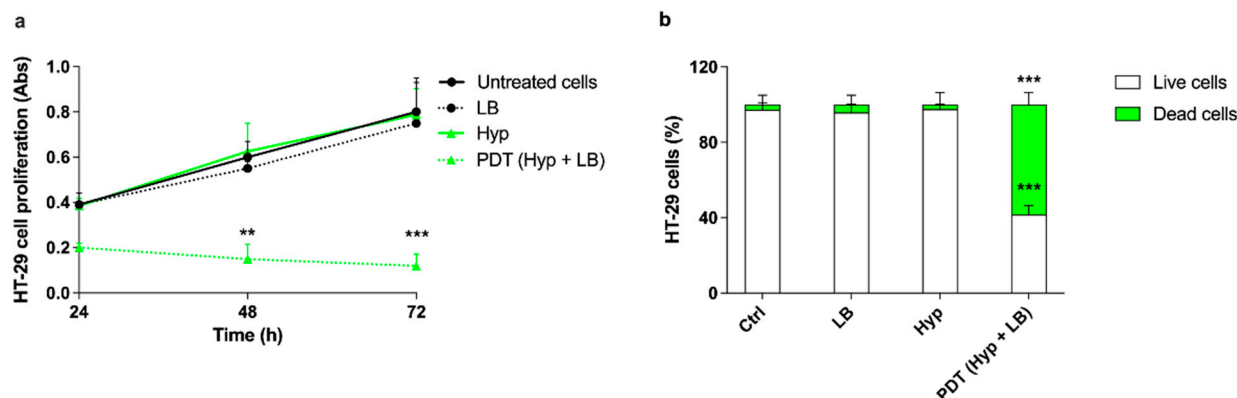 a
HT-29 cell proliferation (Abs)
1.0
0.8
0.6
0.4
0.2
0.0
**
***
24
48
72
Time (h)
Untreated cells
LB
Hyp
PDT (Hyp + LB)
b
HT-29 cells (%)
120
80
40
0
***
***
Ctrl
LB
Hyp
PDT (Hyp + LB)
Live cells
Dead cells